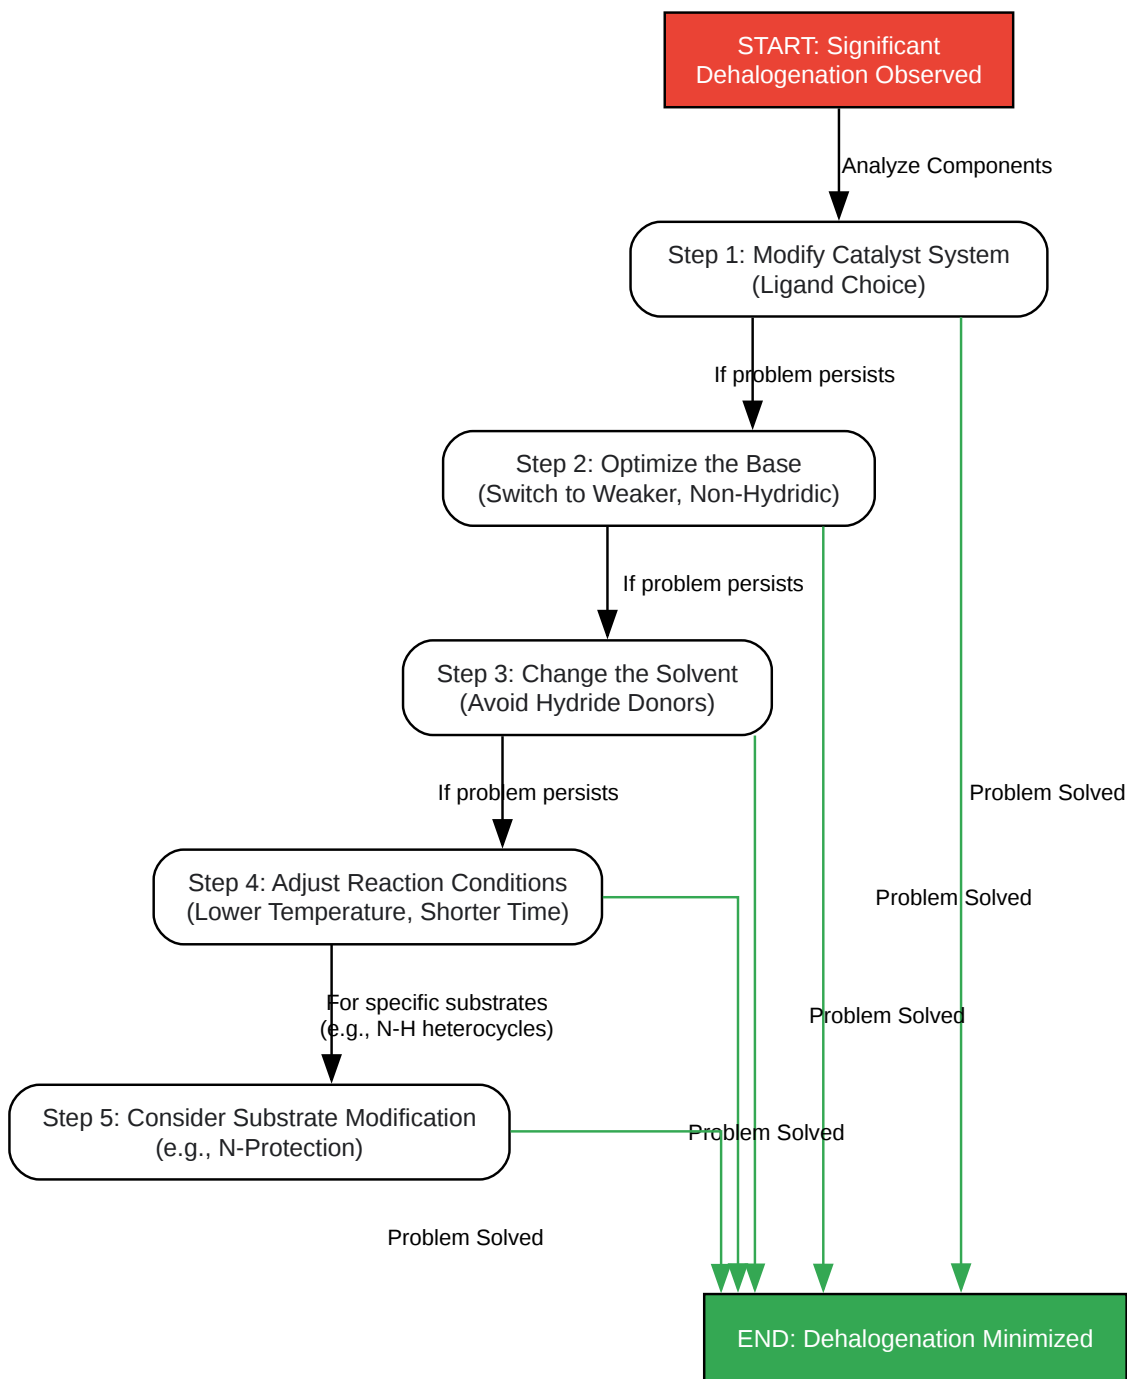 START: Significant
Dehalogenation Observed
Analyze Components
Step 1: Modify Catalyst System
(Ligand Choice)
If problem persists
Step 2: Optimize the Base
(Switch to Weaker, Non-Hydridic)
If problem persists
Step 3: Change the Solvent
(Avoid Hydride Donors)
If problem persists
Problem Solved
Step 4: Adjust Reaction Conditions
(Lower Temperature, Shorter Time)
Problem Solved
For specific substrates
(e.g., N-H heterocycles)
Problem Solved
Step 5: Consider Substrate Modification
(e.g., N-Protection)
Problem Solved
Problem Solved
END: Dehalogenation Minimized